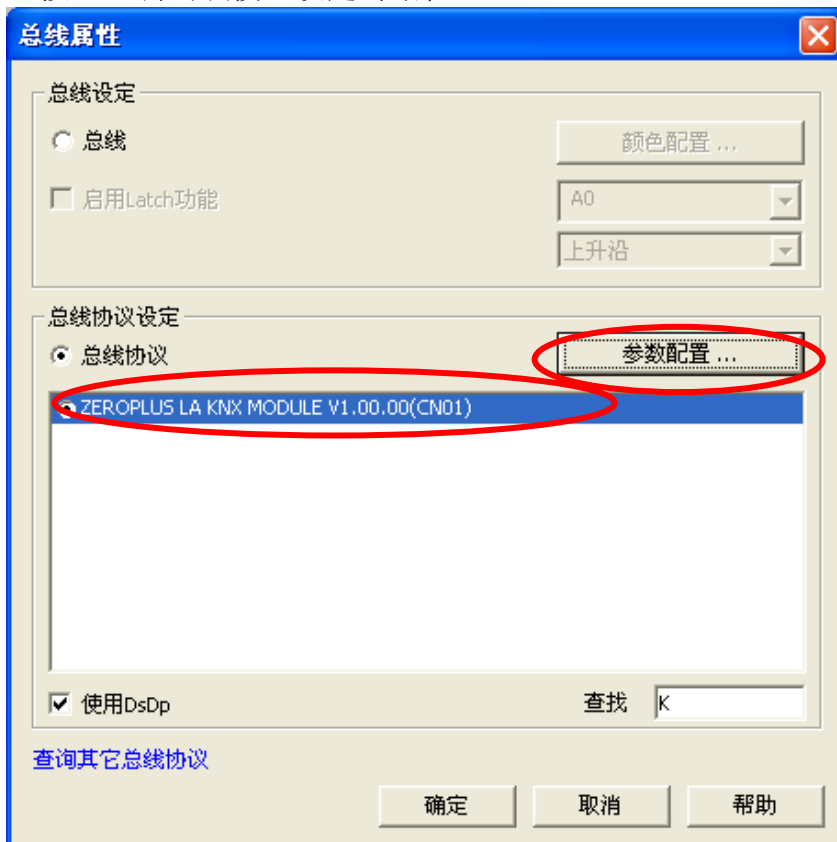 总线属性
总线设定
总线
颜色配置 ...
启用Latch功能
A0
上升沿
总线协议设定
总线协议
参数配置 ...
ZEROPLUS LA KNX MODULE V1.00.00(CN01)
使用DsDp
查找
K
查询其它总线协议
确定
取消
帮助